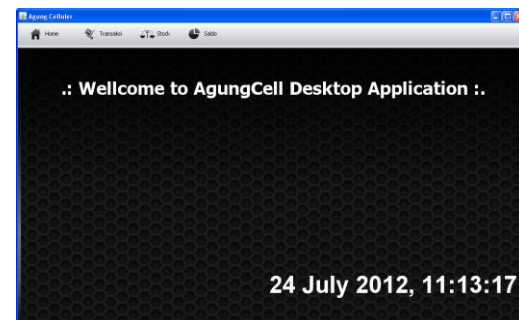 Agung Celluler
Home Transaksi Stock Saldo
.: Wellcome to AgungCell Desktop Application :.
24 July 2012, 11:13:17